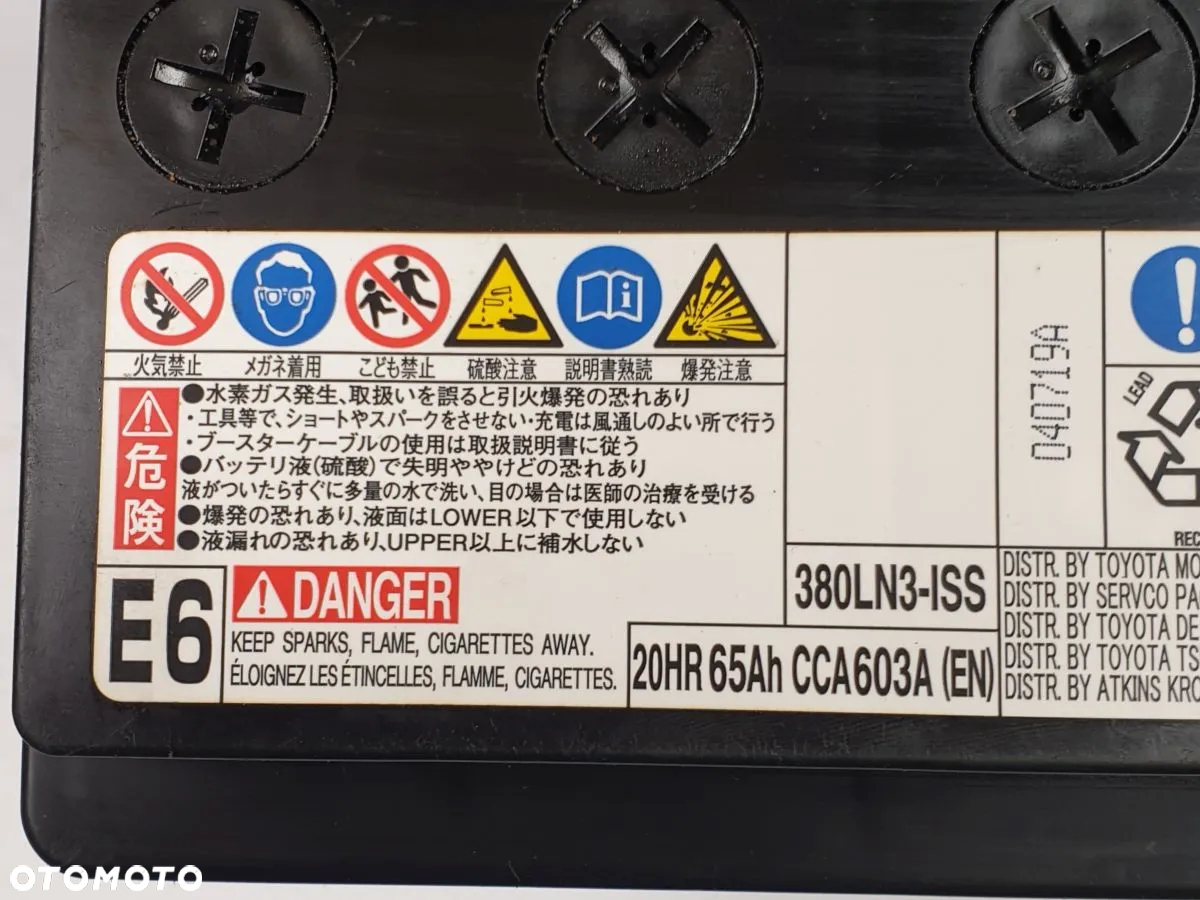 火気禁止 メガネ着用 こども禁止 硫酸注意 説明書熟読 爆発注意
危険
●水素ガス発生、取扱いを誤ると引火爆発の恐れあり
・工具等で、ショートやスパークをさせない・充電は風通しのよい所で行う
・ブースターケーブルの使用は取扱説明書に従う
●バッテリ液(硫酸)で失明ややけどの恐れあり
液がついたらすぐに多量の水で洗い、目の場合は医師の治療を受ける
●爆発の恐れあり、液面はLOWER以下で使用しない
●液漏れの恐れあり、UPPER以上に補水しない
E6
DANGER
KEEP SPARKS, FLAME, CIGARETTES AWAY.
ÉLOIGNEZ LES ÉTINCELLES, FLAMME, CIGARETTES.
380LN3-ISS
20HR 65Ah CCA603A (EN)
040719A
LEAD
REC
DISTR. BY TOYOTA MO
DISTR. BY SERVCO PA
DISTR. BY TOYOTA DE
DISTR. BY TOYOTA TS
DISTR. BY ATKINS KRO
OTOMOTO